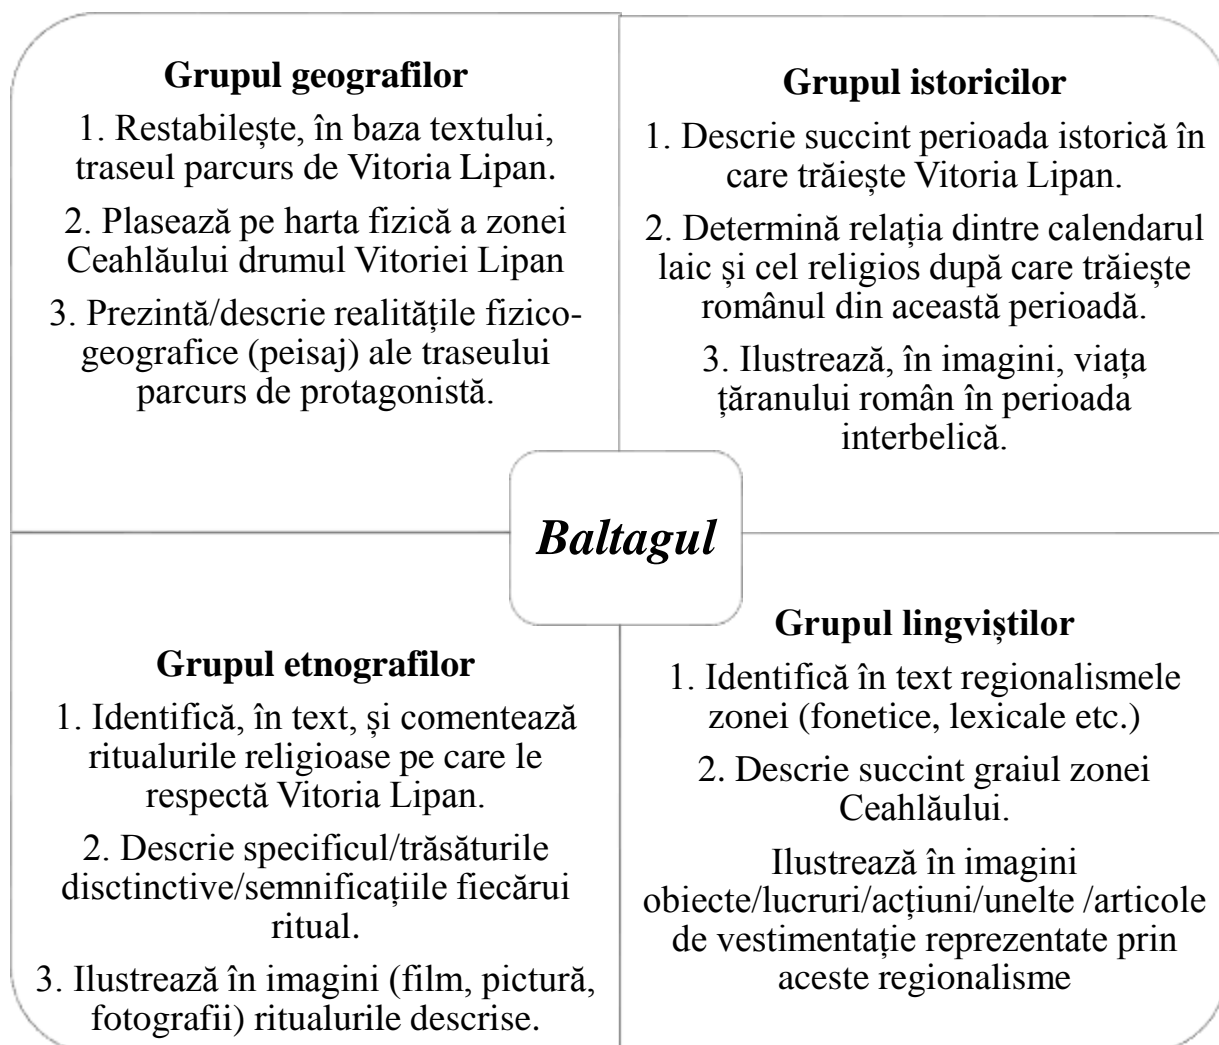 Grupul geografilor
1. Restabilește, în baza textului,
traseul parcurs de Vitoria Lipan.
2. Plasează pe harta fizică a zonei
Ceahlăului drumul Vitoriei Lipan
3. Prezintă/descrie realitățile fizico-
geografice (peisaj) ale traseului
parcurs de protagonistă.
Grupul istoricilor
1. Descrie succint perioada istorică în
care trăiește Vitoria Lipan.
2. Determină relația dintre calendarul
laic și cel religios după care trăiește
românul din această perioadă.
3. Ilustrează, în imagini, viața
țăranului român în perioada
interbelică.
Baltagul
Grupul etnografilor
1. Identifică, în text, și comentează
ritualurile religioase pe care le
respectă Vitoria Lipan.
2. Descrie specificul/trăsăturile
disctinctive/semnificațiile fiecărui
ritual.
3. Ilustrează în imagini (film, pictură,
fotografii) ritualurile descrise.
Grupul lingviștilor
1. Identifică în text regionalismele
zonei (fonetice, lexicale etc.)
2. Descrie succint graiul zonei
Ceahlăului.
Ilustrează în imagini
obiecte/lucruri/acțiuni/unelte /articole
de vestimentație reprezentate prin
aceste regionalisme